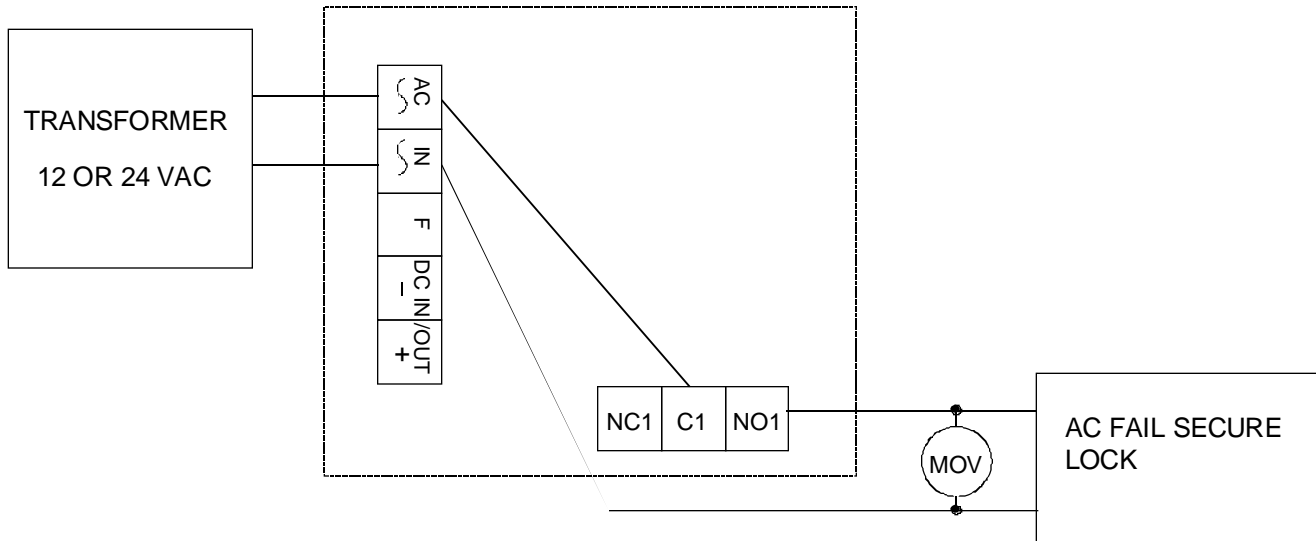 TRANSFORMER
12 OR 24 VAC
AC
IN
F
DC IN/OUT
-
+
NC1
C1
NO1
MOV
AC FAIL SECURE
LOCK